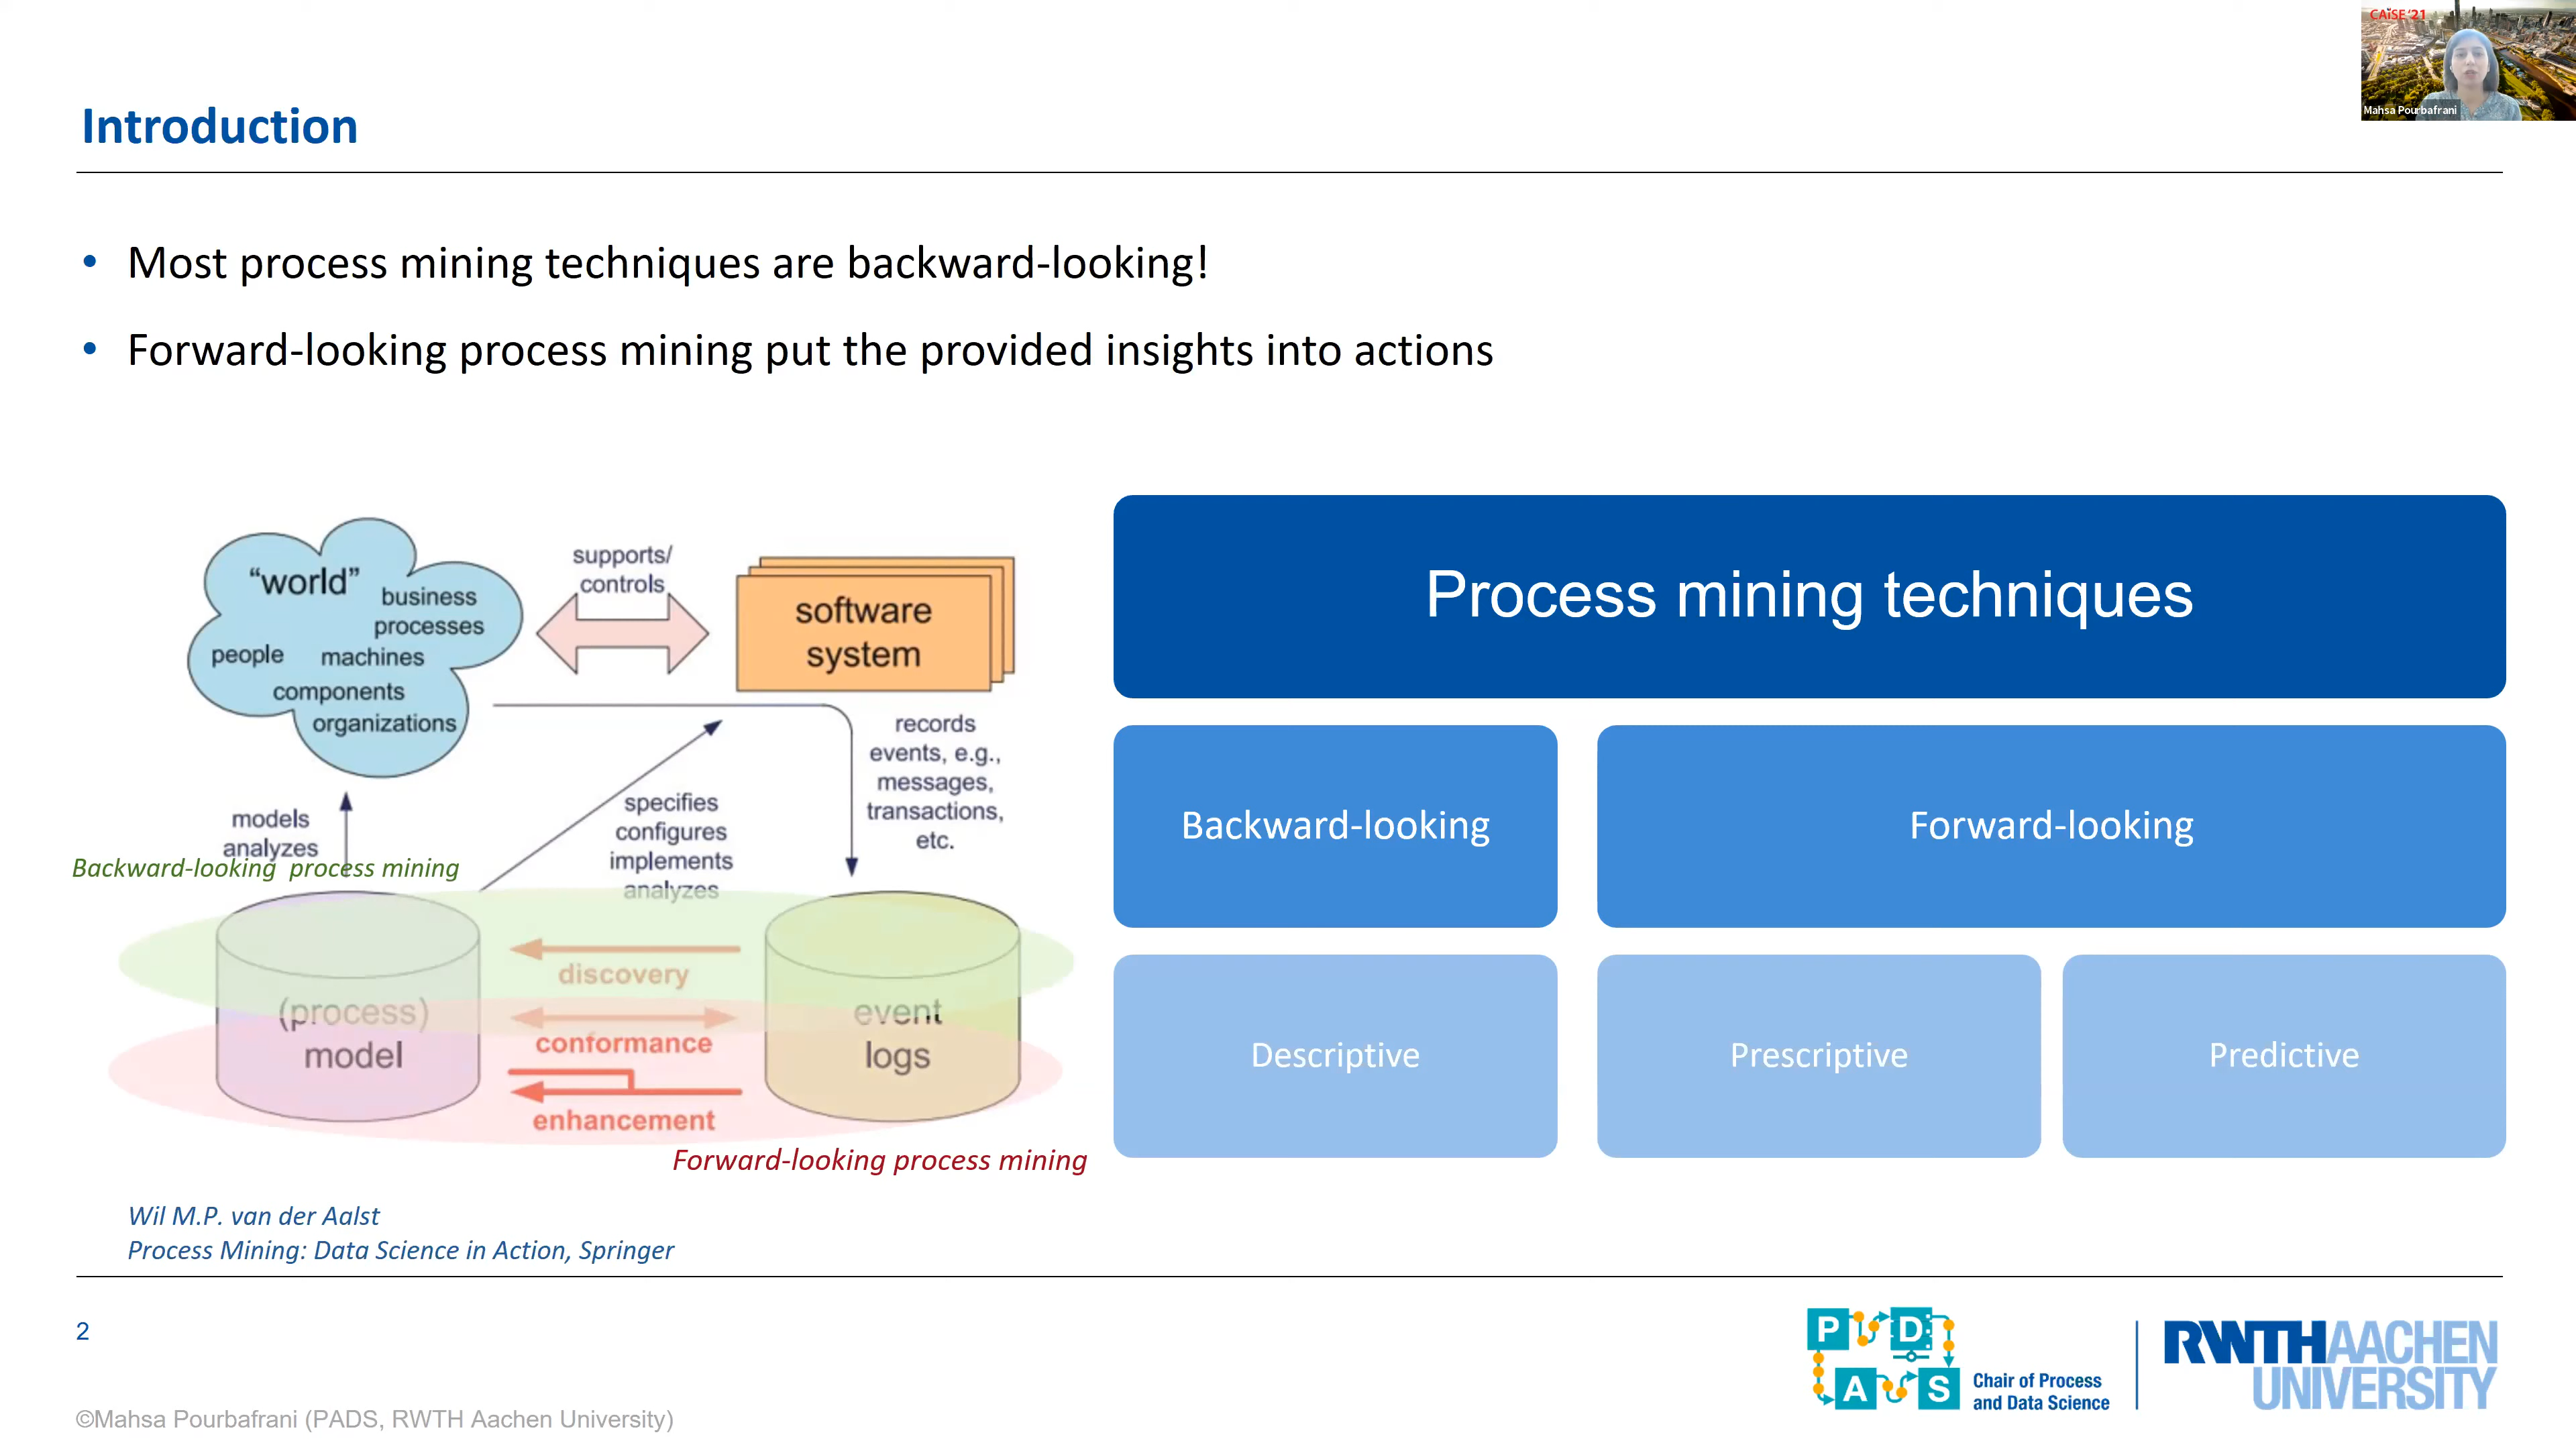 CAiSE '21
Mahsa Pourbafrani
Introduction
• Most process mining techniques are backward-looking!
• Forward-looking process mining put the provided insights into actions
"world"
business
processes
people
machines
components
organizations
supports/
controls
software
system
records
events, e.g.,
messages,
transactions,
etc.
models
analyzes
specifies
configures
implements
analyzes
Backward-looking process mining
discovery
(process)
model
conformance
event
logs
enhancement
Forward-looking process mining
Wil M.P. van der Aalst
Process Mining: Data Science in Action, Springer
Process mining techniques
Backward-looking
Forward-looking
Descriptive
Prescriptive
Predictive
2
©Mahsa Pourbafrani (PADS, RWTH Aachen University)
P D
A S
Chair of Process
and Data Science
RWTH AACHEN
UNIVERSITY